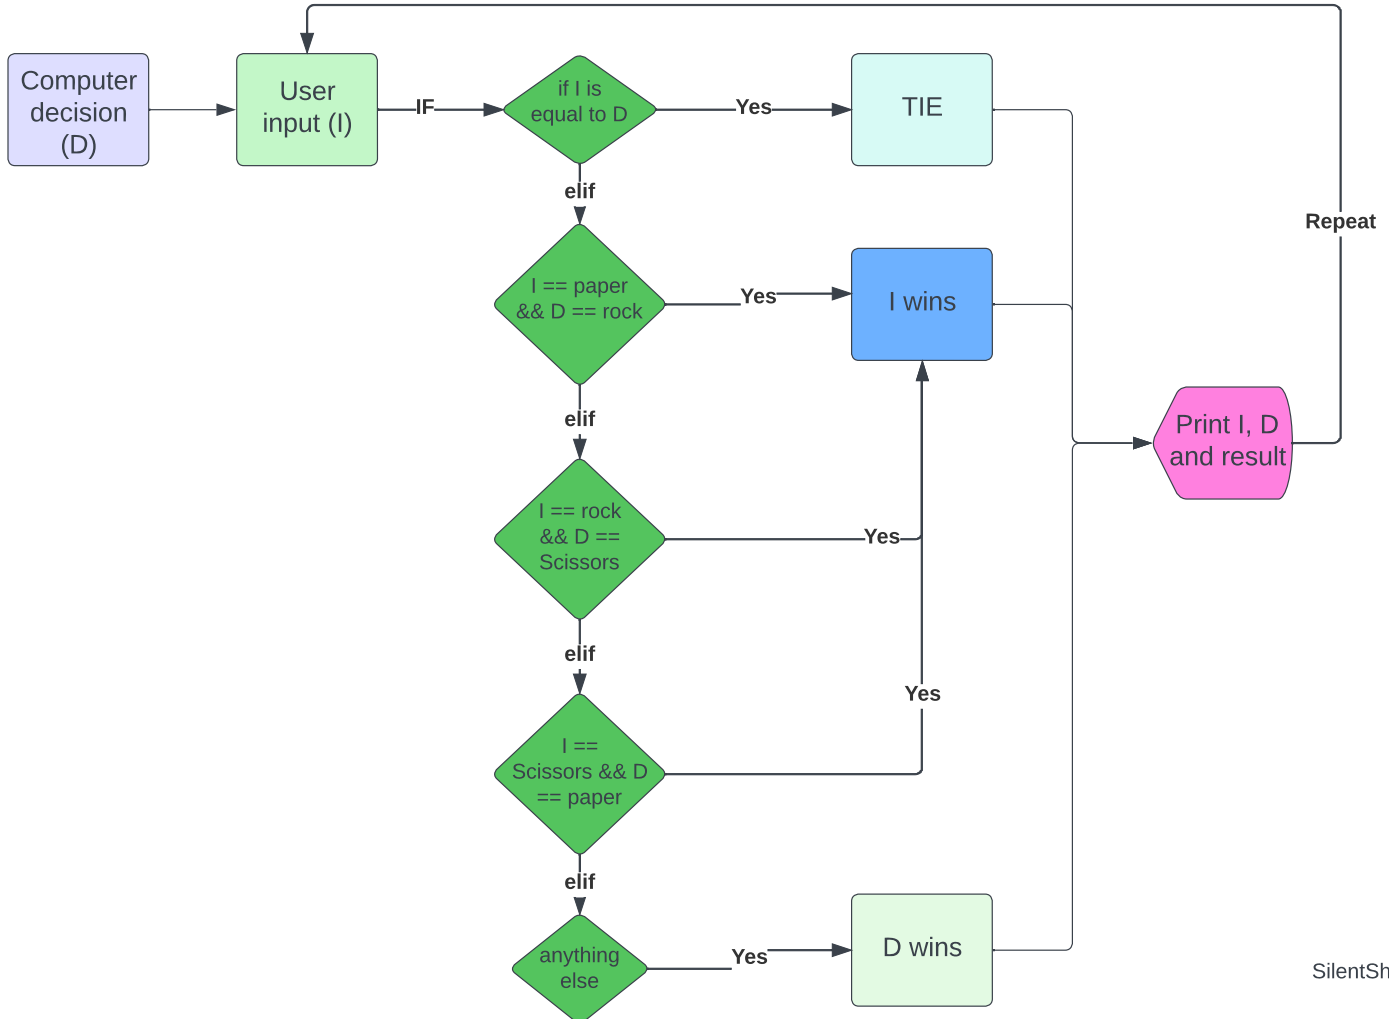 Computer
decision
(D)
User
input (I)
IF
if I is
equal to D
Yes
TIE
elif
Repeat
I == paper
&& D == rock
Yes
I wins
elif
Print I, D
and result
I == rock
&& D ==
Scissors
Yes
elif
Yes
I ==
Scissors && D
== paper
elif
anything
else
Yes
D wins
SilentSh